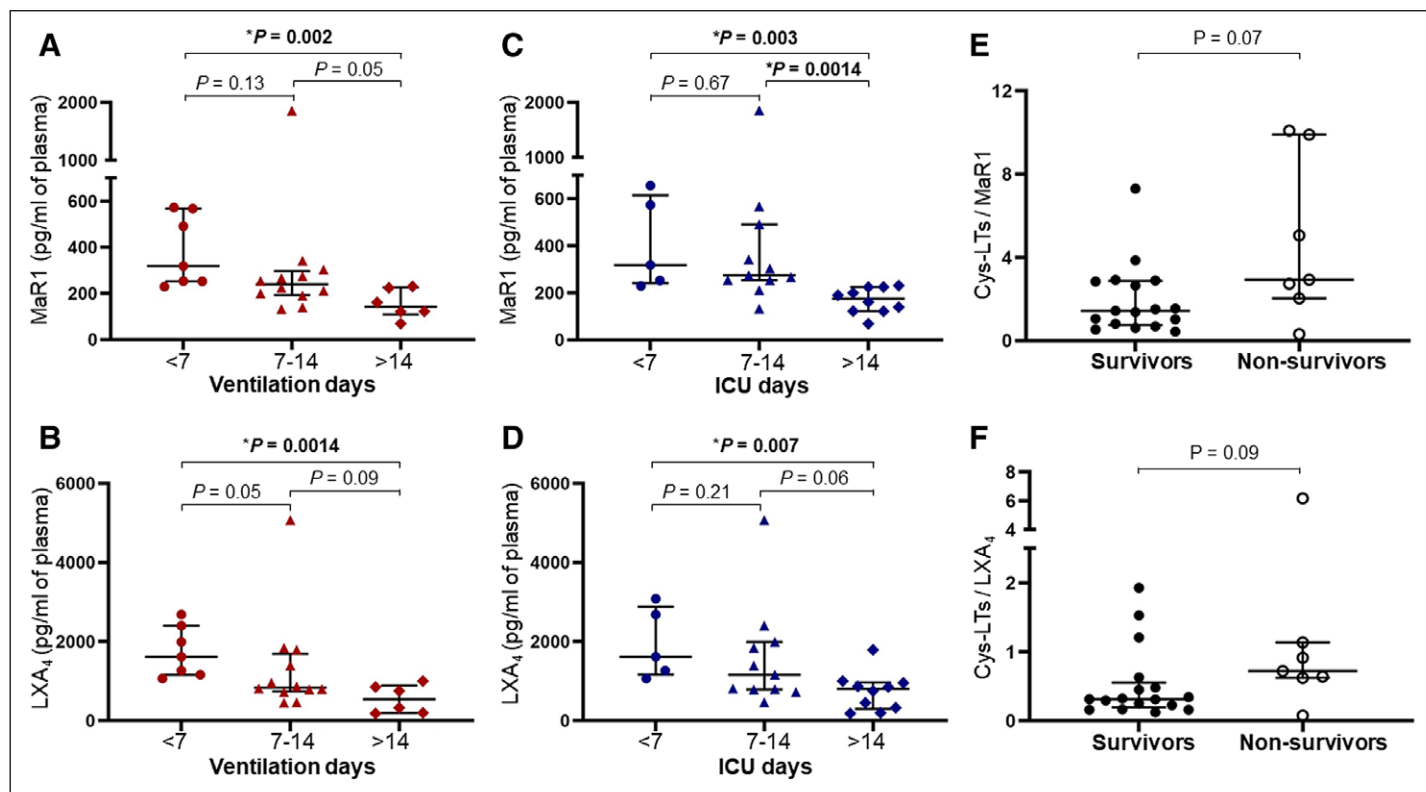 A
*P = 0.002
P = 0.13
P = 0.05
2000
1000
600
400
200
0
MaR1 (pg/ml of plasma)
<7
7-14
>14
Ventilation days
B
*P = 0.0014
P = 0.05
P = 0.09
6000
4000
2000
0
LXA4 (pg/ml of plasma)
<7
7-14
>14
Ventilation days
C
*P = 0.003
*P = 0.0014
P = 0.67
2000
1000
600
400
200
0
MaR1 (pg/ml of plasma)
<7
7-14
>14
ICU days
D
*P = 0.007
P = 0.21
P = 0.06
6000
4000
2000
0
LXA4 (pg/ml of plasma)
<7
7-14
>14
ICU days
E
P = 0.07
12
8
4
0
Cys-LTs / MaR1
Survivors
Non-survivors
F
P = 0.09
8
6
4
2
1
0
Cys-LTs / LXA4
Survivors
Non-survivors